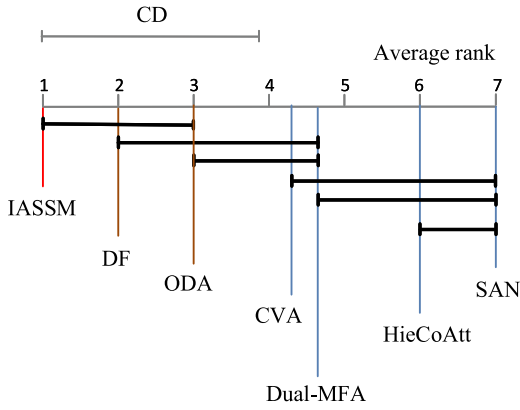 CD
Average rank
1 2 3 4 5 6 7
IASSM
DF
ODA
CVA
Dual-MFA
HieCoAtt
SAN